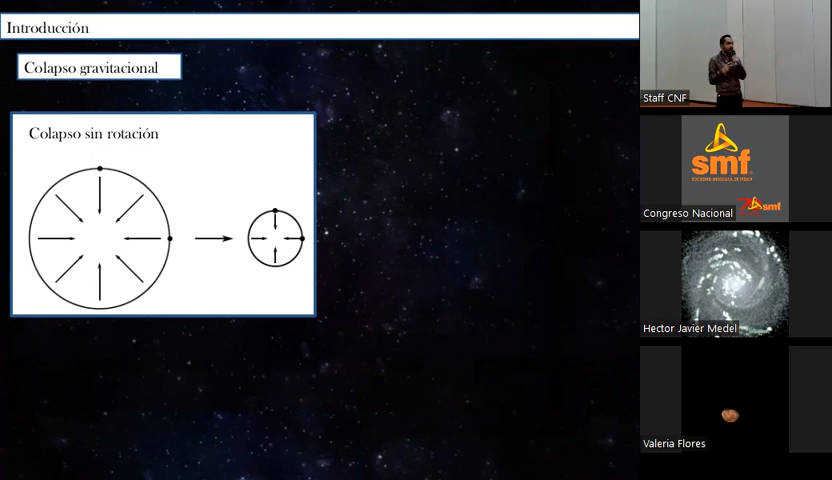 Introducción
Colapso gravitacional
Colapso sin rotación
Staff CNF
smf
Congreso Nacional
smf
Hector Javier Medel
Valeria Flores